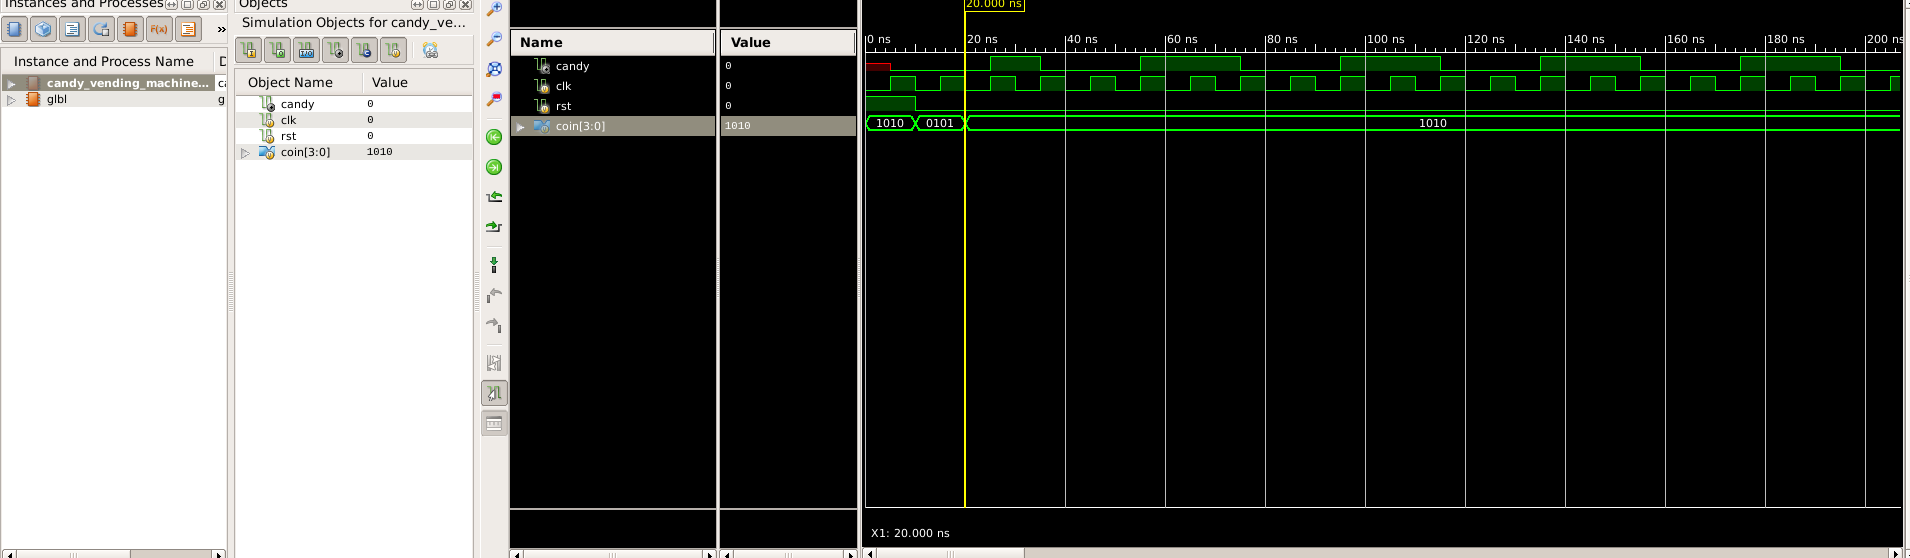 Instances and Processes
F(x)
»
Instance and Process Name
D
candy_vending_machine...
ca
glbl
g
Objects
Simulation Objects for candy_ve...
Object Name Value
candy 0
clk 0
rst 0
coin[3:0] 1010
Name Value
candy 0
clk 0
rst 0
coin[3:0] 1010
20.000 ns
0 ns 20 ns 40 ns 60 ns 80 ns 100 ns 120 ns 140 ns 160 ns 180 ns 200 ns
1010 0101 1010
X1: 20.000 ns